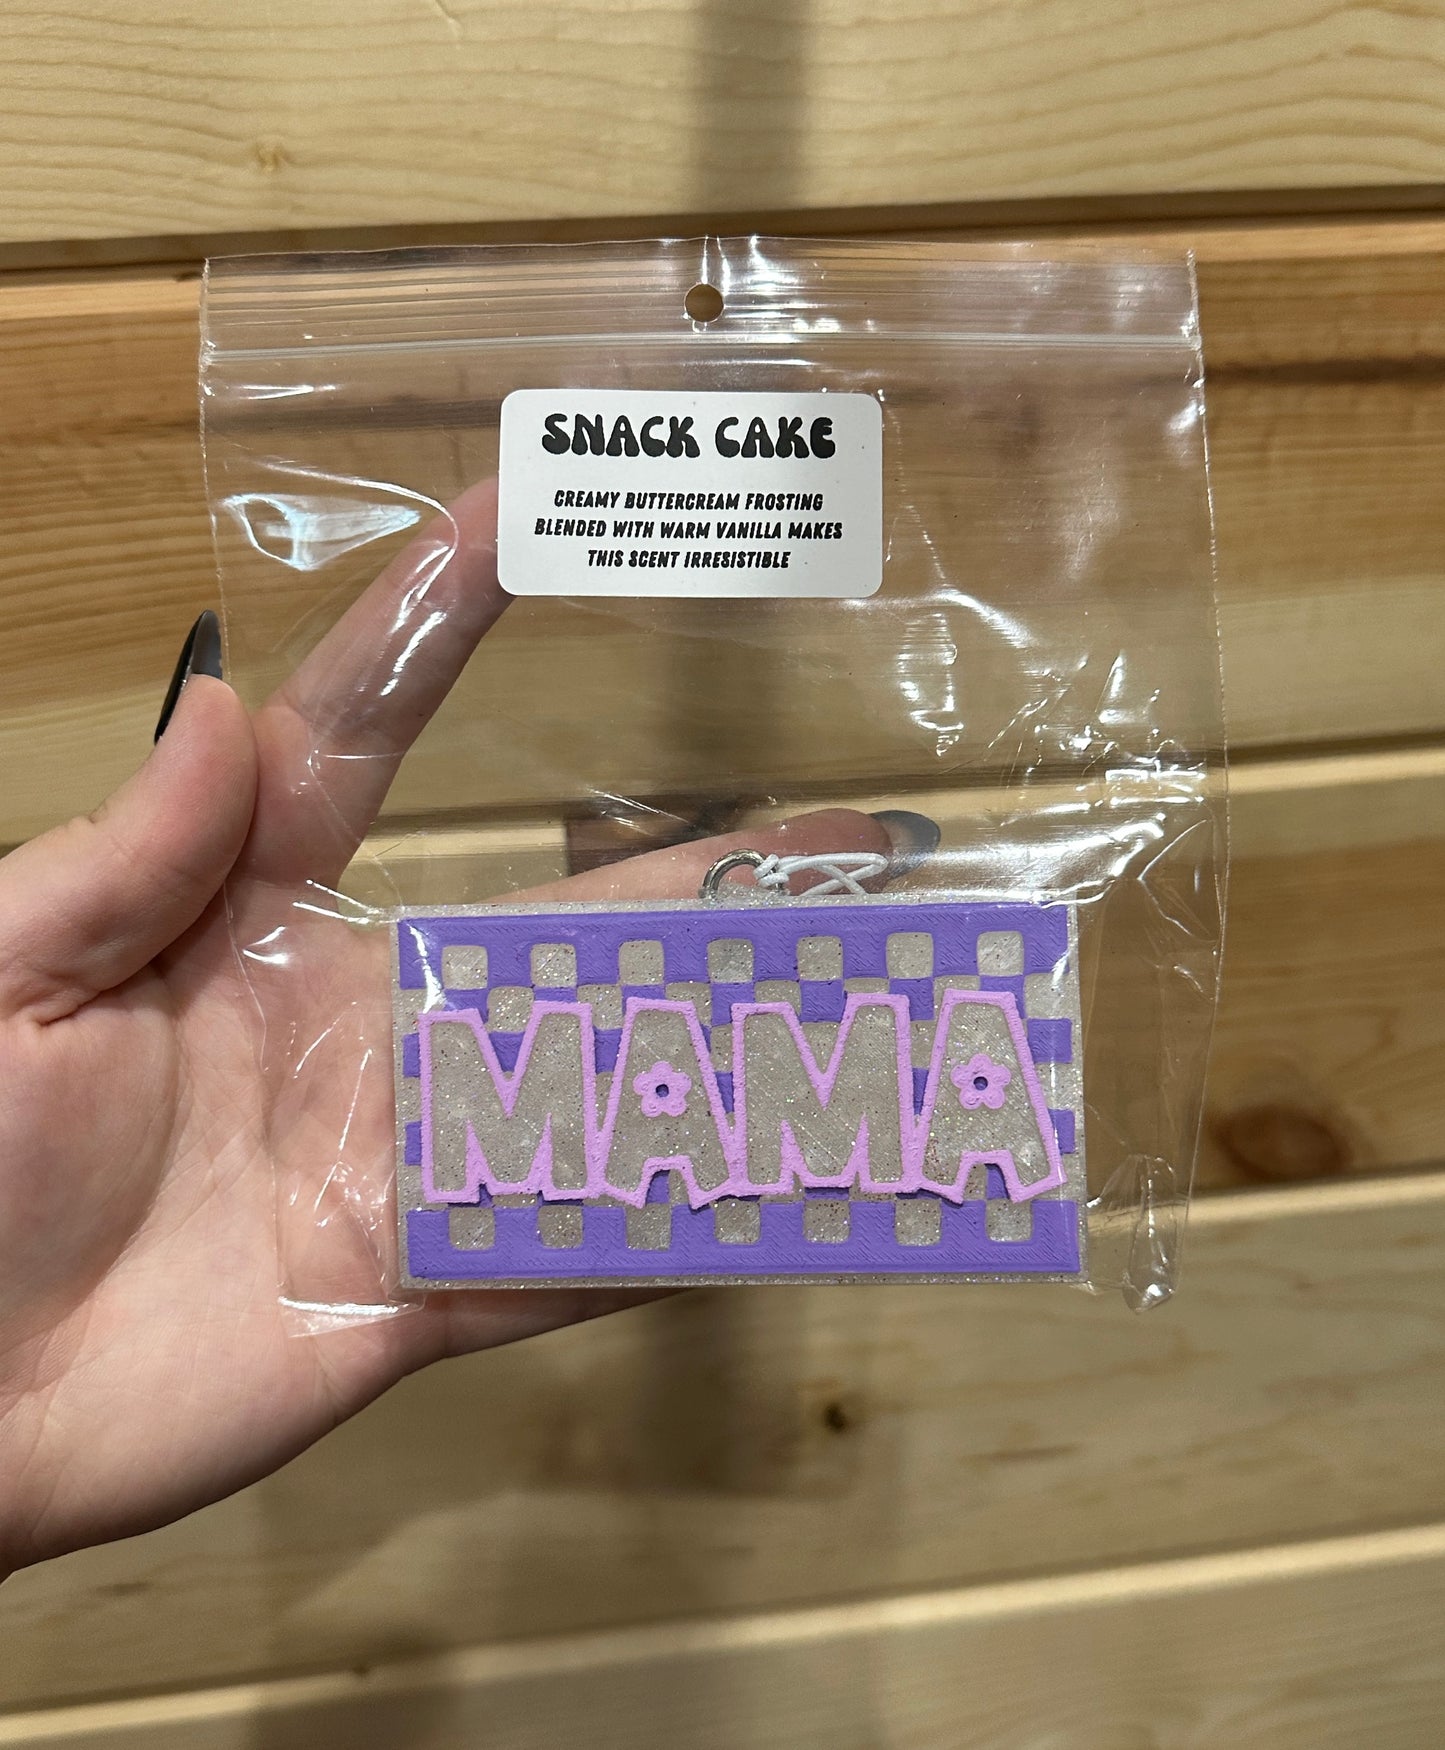 SNACK CAKE
CREAMY BUTTERCREAM FROSTING
BLENDED WITH WARM VANILLA MAKES
THIS SCENT IRRESISTIBLE
MAMA